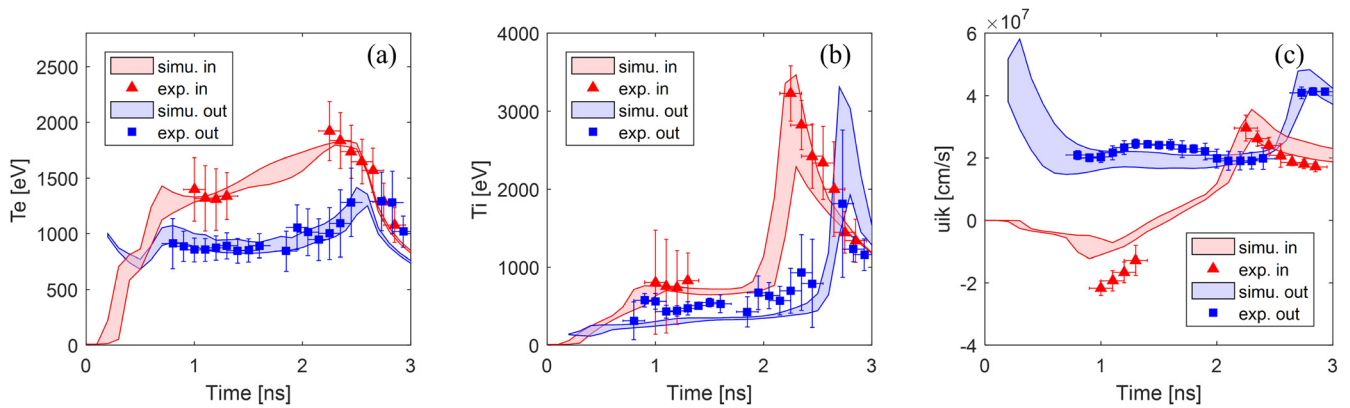 (a)
simu. in
exp. in
simu. out
exp. out
Te [eV]
2500
2000
1500
1000
500
0
0 1 2 3
Time [ns]
(b)
simu. in
exp. in
simu. out
exp. out
Ti [eV]
4000
3000
2000
1000
0
0 1 2 3
Time [ns]
×10⁷
(c)
uik [cm/s]
6
4
2
0
-2
-4
simu. in
exp. in
simu. out
exp. out
0 1 2 3
Time [ns]